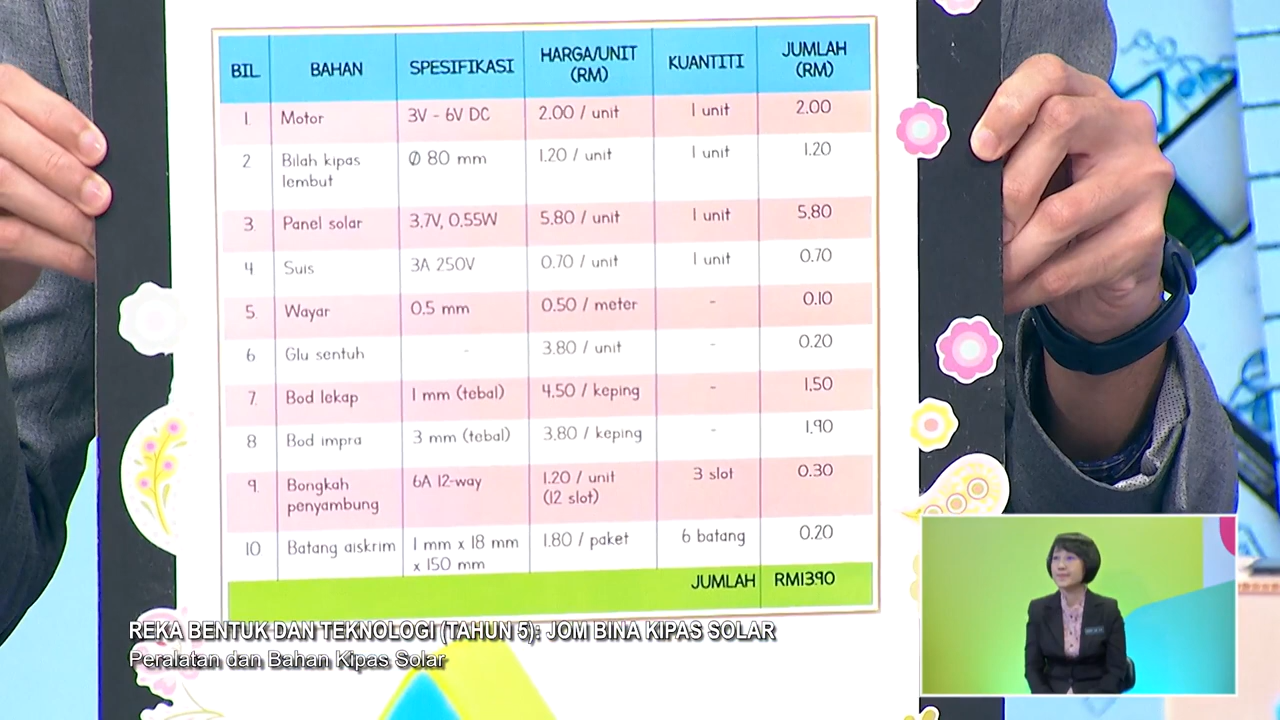 BIL BAHAN SPESIFIKASI HARGA/UNIT (RM) KUANTITI JUMLAH (RM)
1 Motor 3V - 6V DC 2.00 / unit 1 unit 2.00
2 Bilah kipas lembut Ø 80 mm 1.20 / unit 1 unit 1.20
3. Panel solar 3.7V, 0.55W 5.80 / unit 1 unit 5.80
4 Suis 3A 250V 0.70 / unit 1 unit 0.70
5. Wayar 0.5 mm 0.50 / meter - 0.10
6 Glu sentuh - 3.80 / unit - 0.20
7. Bod lekap 1 mm (tebal) 4.50 / keping - 1.50
8 Bod impra 3 mm (tebal) 3.80 / keping - 1.90
9. Bongkah penyambung 6A 12-way 1.20 / unit (12 slot) 3 slot 0.30
10 Batang aiskrim 1 mm x 18 mm x 150 mm 1.80 / paket 6 batang 0.20
JUMLAH RM13.90
REKA BENTUK DAN TEKNOLOGI (TAHUN 5): JOM BINA KIPAS SOLAR
Peralatan dan Bahan Kipas Solar